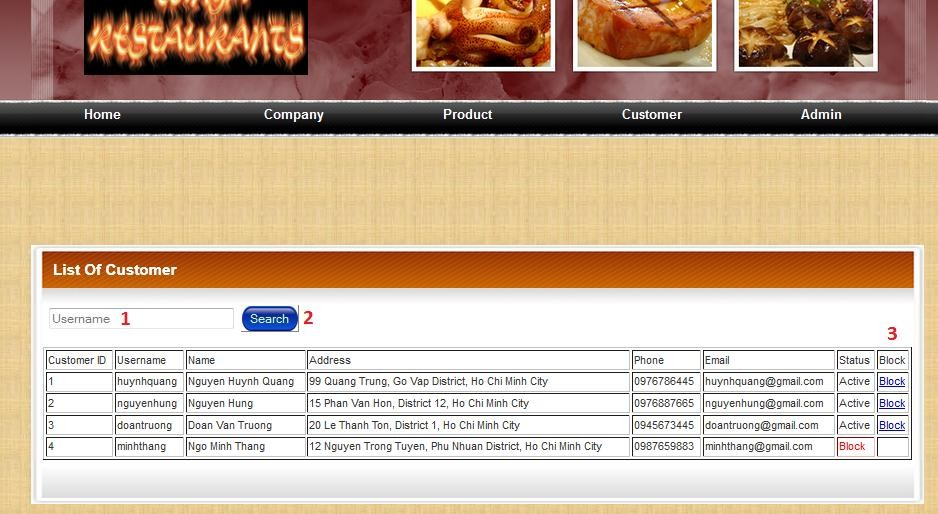 RESTAURANTS
Home Company Product Customer Admin
List Of Customer
Username 1 Search 2
3
Customer ID Username Name Address Phone Email Status Block
1 huynhquang Nguyen Huynh Quang 99 Quang Trung, Go Vap District, Ho Chi Minh City 0976786445 huynhquang@gmail.com Active Block
2 nguyenhung Nguyen Hung 15 Phan Van Hon, District 12, Ho Chi Minh City 0976887665 nguyenhung@gmail.com Active Block
3 doantruong Doan Van Truong 20 Le Thanh Ton, District 1, Ho Chi Minh City 0945673445 doantruong@gmail.com Active Block
4 minhthang Ngo Minh Thang 12 Nguyen Trong Tuyen, Phu Nhuan District, Ho Chi Minh City 0987659883 minhthang@gmail.com Block